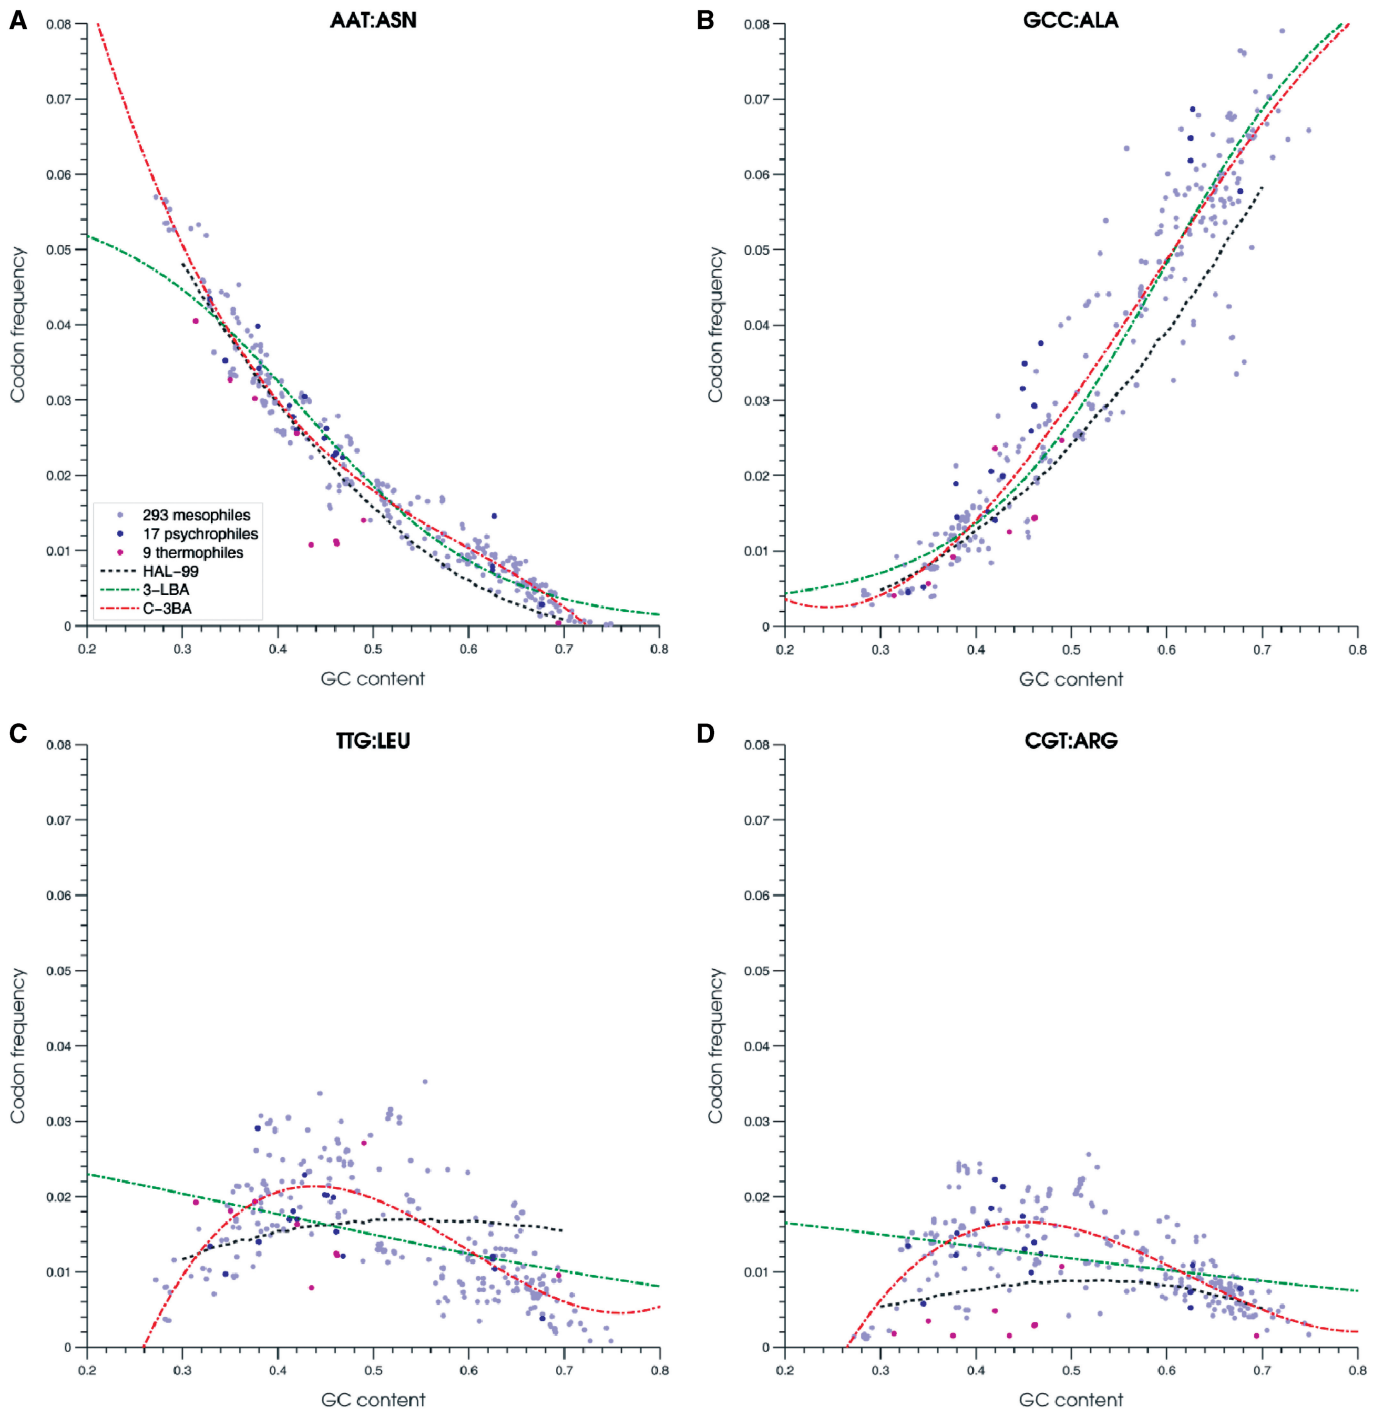 A
AAT:ASN
0.08
0.07
0.06
0.05
0.04
0.03
0.02
0.01
0
Codon frequency
293 mesophiles
17 psychrophiles
9 thermophiles
HAL-99
3-LBA
C-3BA
0.2 0.3 0.4 0.5 0.6 0.7 0.8
GC content
B
GCC:ALA
0.08
0.07
0.06
0.05
0.04
0.03
0.02
0.01
0
Codon frequency
0.2 0.3 0.4 0.5 0.6 0.7 0.8
GC content
C
TTG:LEU
0.08
0.07
0.06
0.05
0.04
0.03
0.02
0.01
0
Codon frequency
0.2 0.3 0.4 0.5 0.6 0.7 0.8
GC content
D
CGT:ARG
0.08
0.07
0.06
0.05
0.04
0.03
0.02
0.01
0
Codon frequency
0.2 0.3 0.4 0.5 0.6 0.7 0.8
GC content